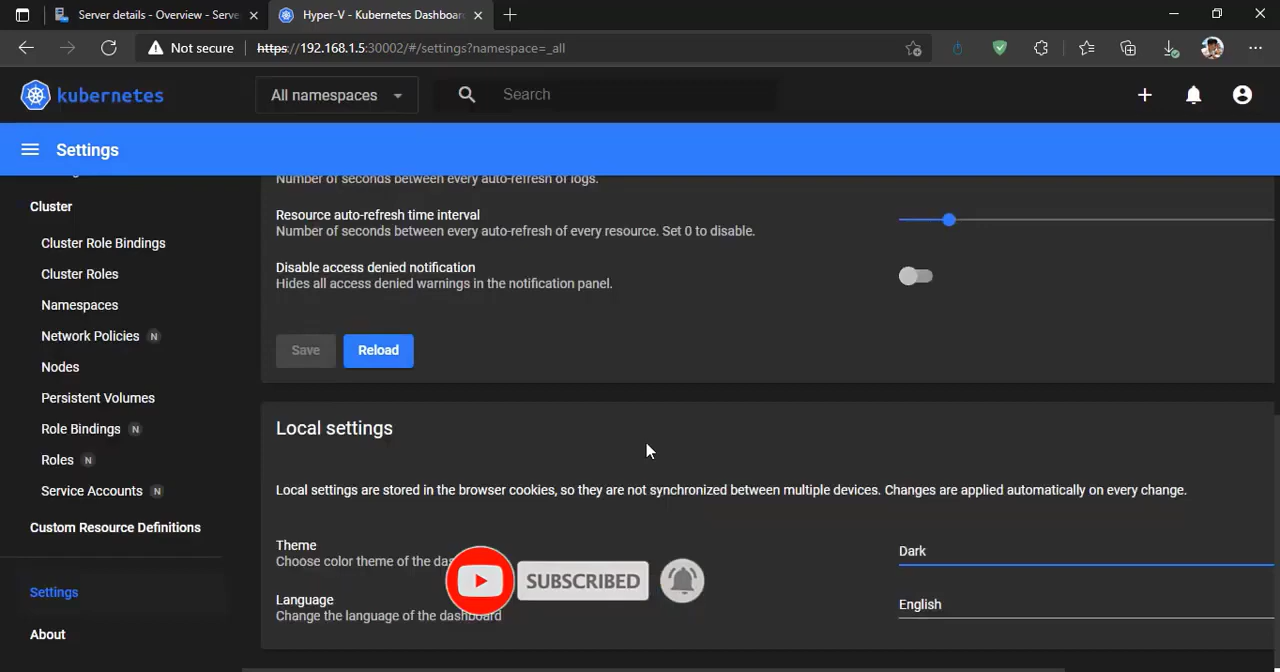 Server details - Overview - Serve
Hyper-V - Kubernetes Dashboar
Not secure
https://192.168.1.5:30002/#/settings?namespace=_all
kubernetes
All namespaces
Search
Settings
Number of seconds between every auto-refresh of logs.
Cluster
Resource auto-refresh time interval
Number of seconds between every auto-refresh of every resource. Set 0 to disable.
Cluster Role Bindings
Disable access denied notification
Cluster Roles
Hides all access denied warnings in the notification panel.
Namespaces
Network Policies N
Save
Reload
Nodes
Persistent Volumes
Role Bindings N
Local settings
Roles N
Service Accounts N
Local settings are stored in the browser cookies, so they are not synchronized between multiple devices. Changes are applied automatically on every change.
Custom Resource Definitions
Theme
Dark
Choose color theme of the da
SUBSCRIBED
Settings
Language
English
Change the language of the dashboard
About